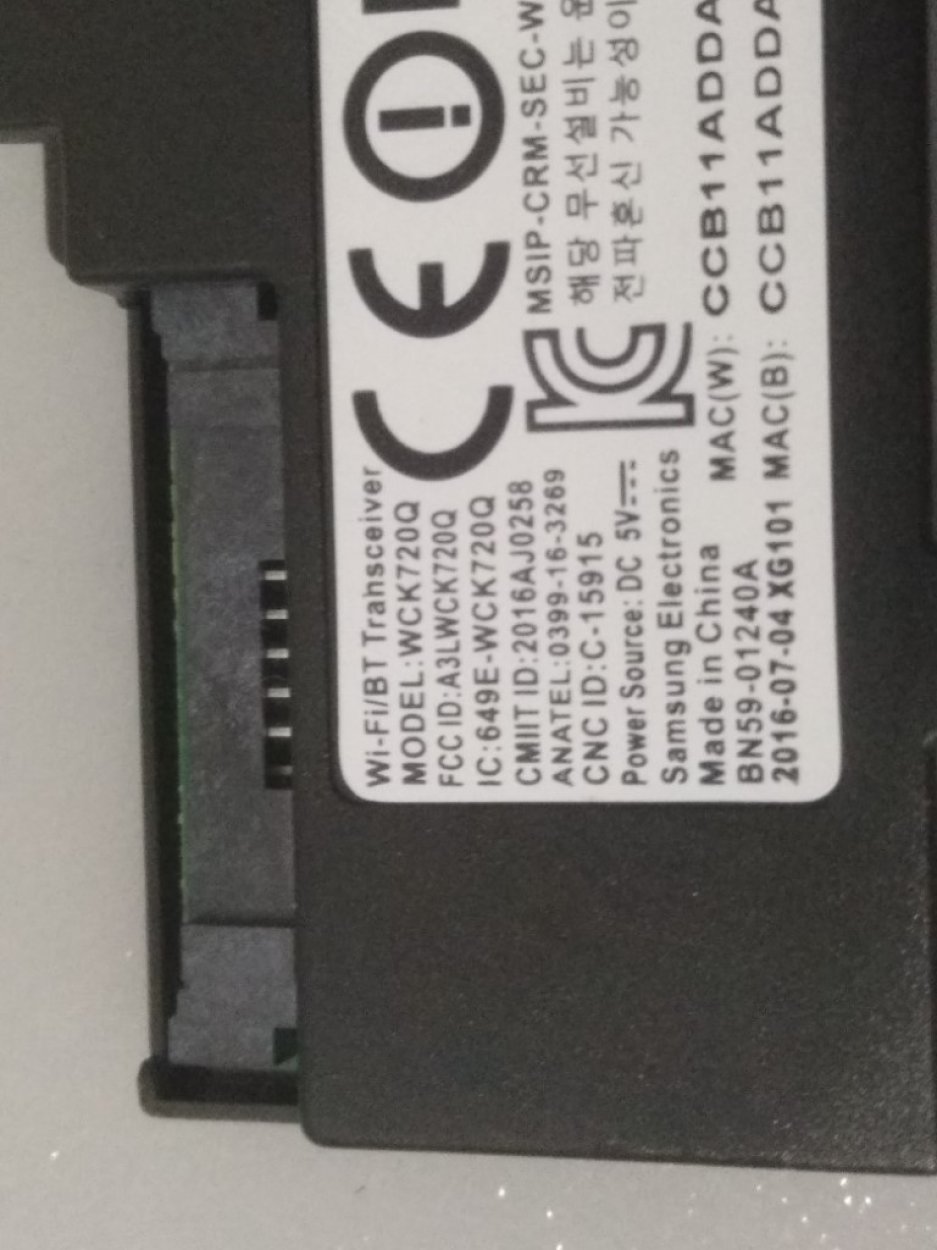 Wi-Fi/BT Trahsceiver
MODEL:WCK720Q
FCC ID:A3LWCK720Q
IC:649E-WCK720Q
CMIIT ID:2016AJ0258
ANATEL:0399-16-3269
CNC ID:C-15915
Power Source: DC 5V
Samsung Electronics
Made in China
BN59-01240A
2016-07-04 XG101
CE
MSIP-CRM-SEC-W
해당 무선설비는
전파혼신 가능성이
MAC(W): CCB11ADDA
MAC(B): CCB11ADDA